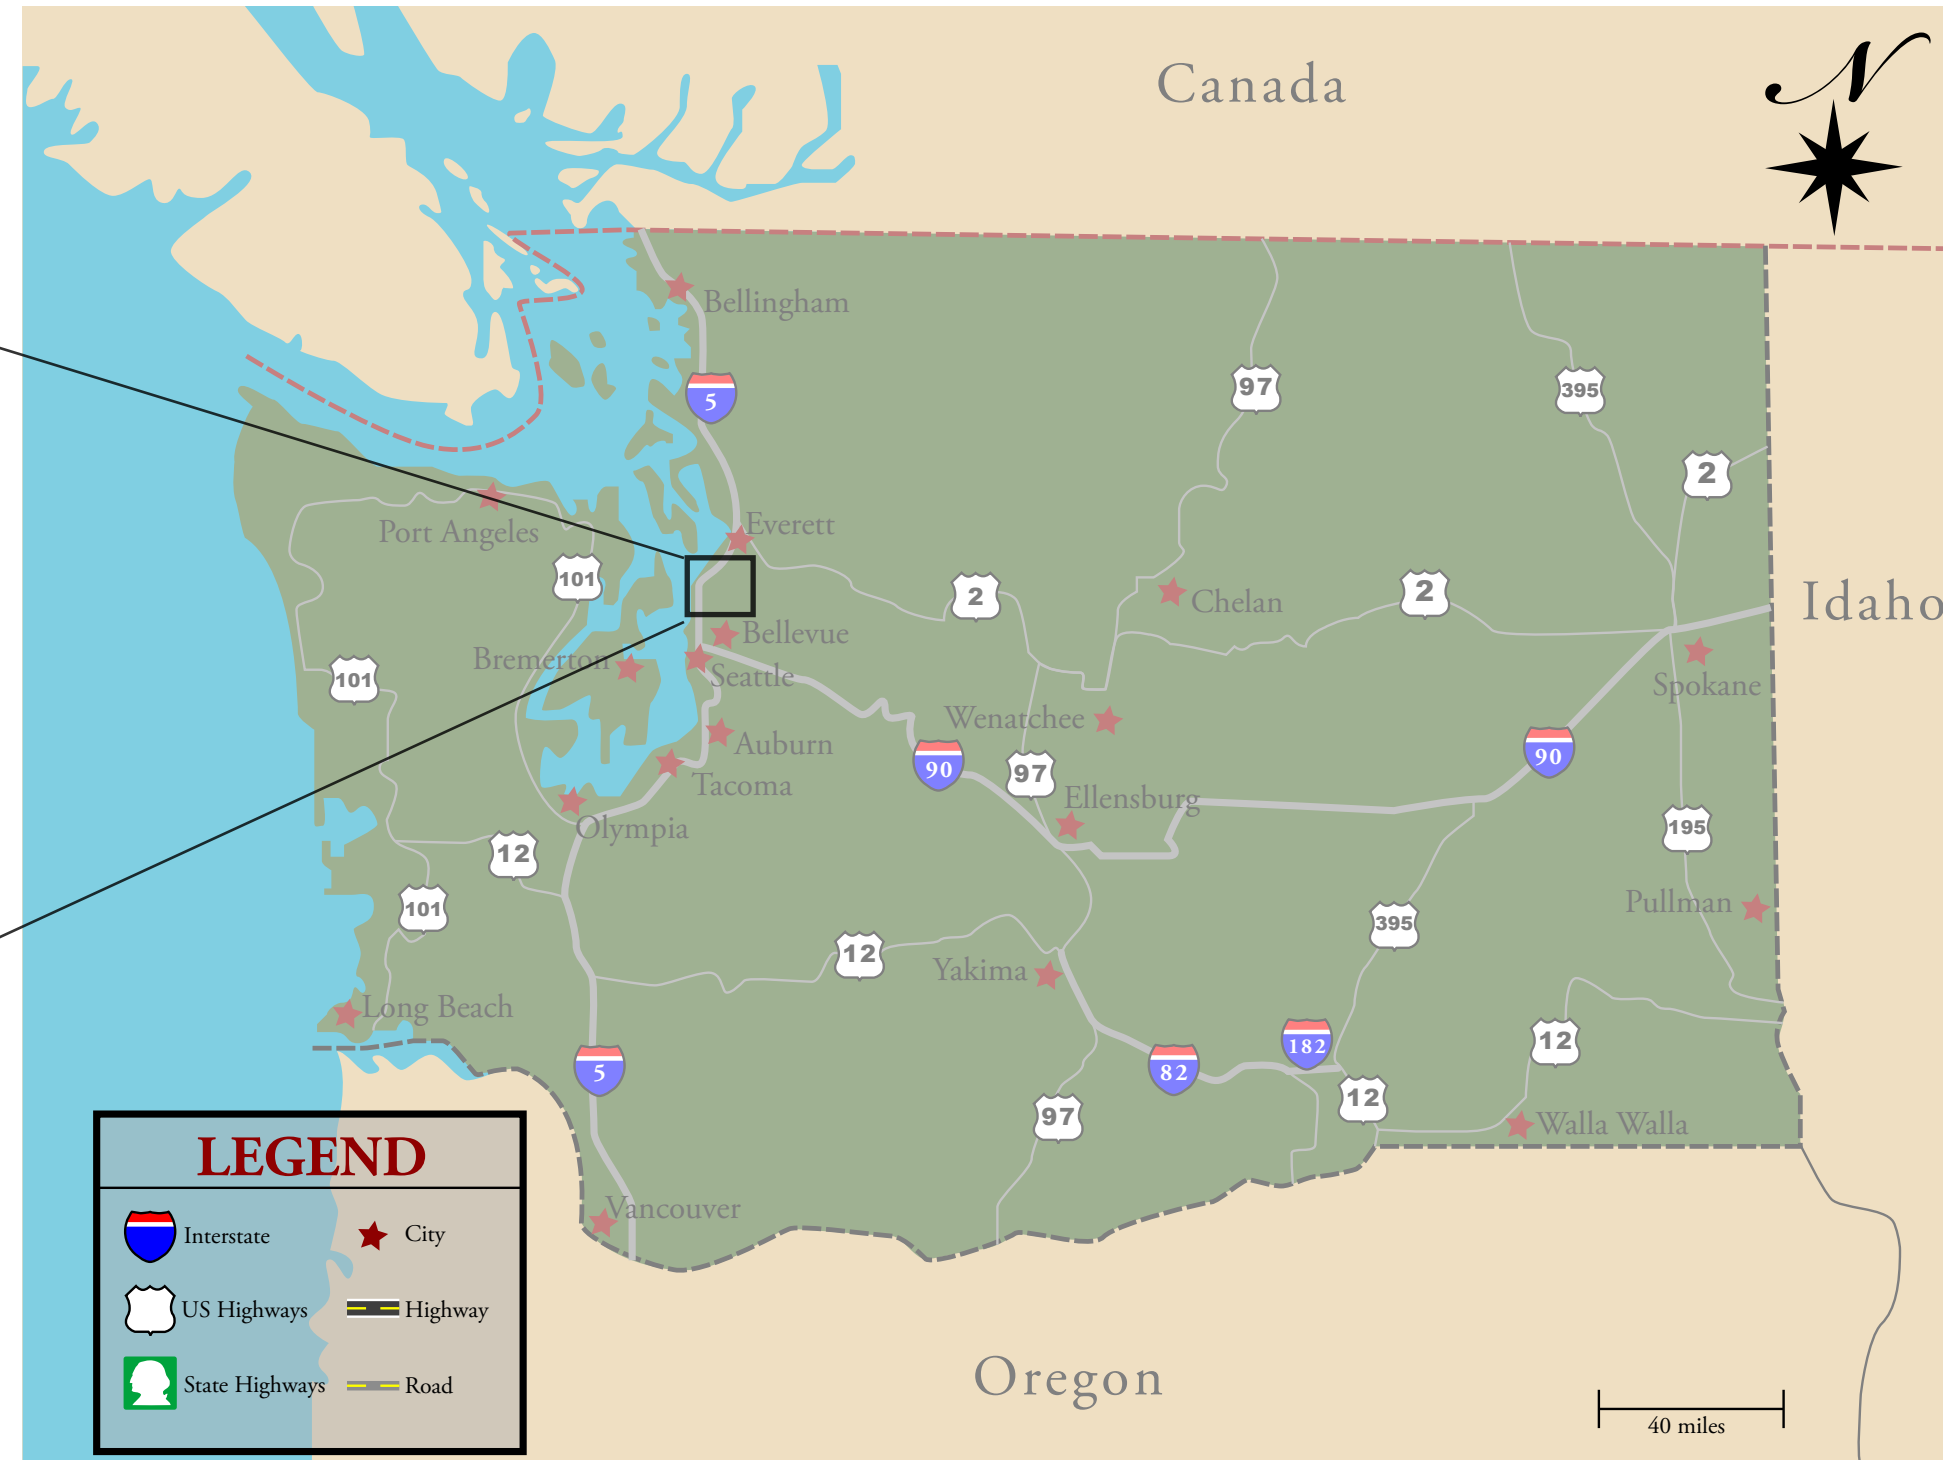 N
Canada
Bellingham
5
97
395
2
Port Angeles
Everett
101
2
Chelan
2
Idaho
Bellevue
Bremerton
Seattle
101
Spokane
Wenatchee
Auburn
90
97
90
Tacoma
Ellensburg
Olympia
12
195
101
395
Pullman
12
Yakima
Long Beach
5
82
182
12
12
97
Walla Walla
Vancouver
LEGEND
Interstate
City
US Highways
Highway
State Highways
Road
Oregon
40 miles